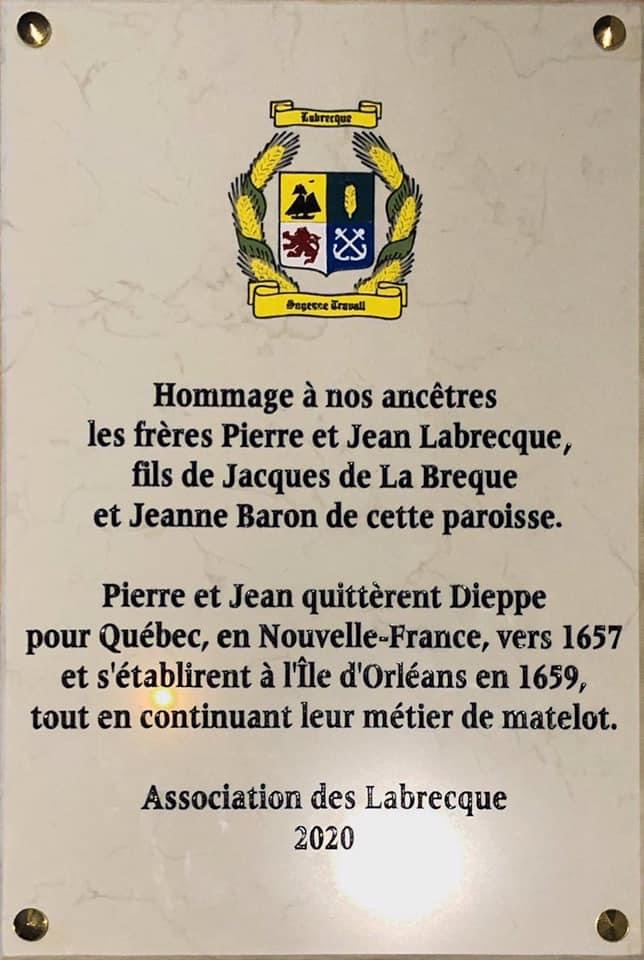 Labrecque
Sagesse Travail
Hommage à nos ancêtres
les frères Pierre et Jean Labrecque,
fils de Jacques de La Breque
et Jeanne Baron de cette paroisse.
Pierre et Jean quittèrent Dieppe
pour Québec, en Nouvelle-France, vers 1657
et s'établirent à l'Île d'Orléans en 1659,
tout en continuant leur métier de matelot.
Association des Labrecque
2020